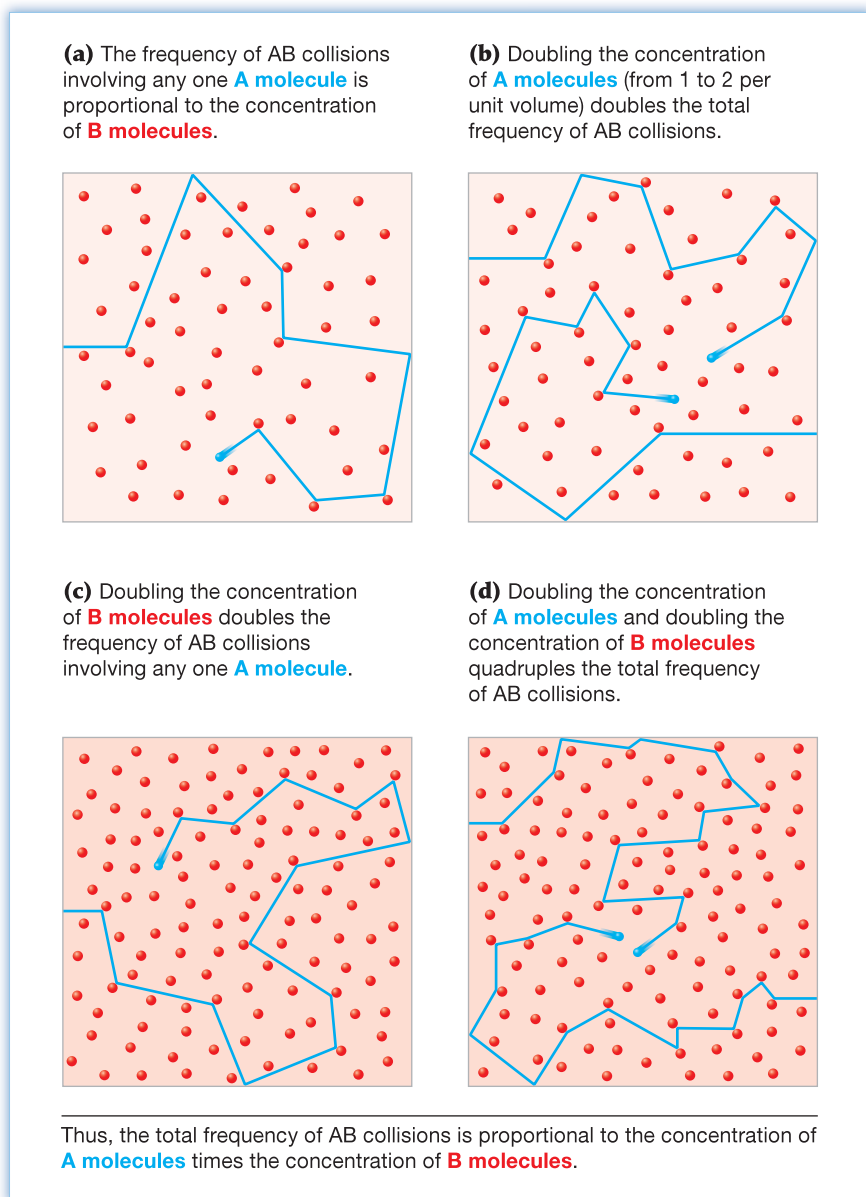 (a) The frequency of AB collisions
involving any one A molecule is
proportional to the concentration
of B molecules.
(b) Doubling the concentration
of A molecules (from 1 to 2 per
unit volume) doubles the total
frequency of AB collisions.
(c) Doubling the concentration
of B molecules doubles the
frequency of AB collisions
involving any one A molecule.
(d) Doubling the concentration
of A molecules and doubling the
concentration of B molecules
quadruples the total frequency
of AB collisions.
Thus, the total frequency of AB collisions is proportional to the concentration of
A molecules times the concentration of B molecules.